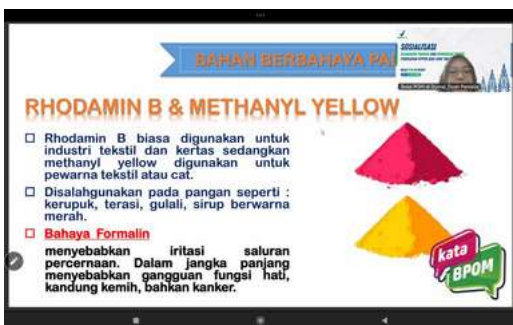 BAHAN BERBAHAYA PA
SOSIALISASI
RHODAMIN B & METHANYL YELLOW
Rhodamin B biasa digunakan untuk
industri tekstil dan kertas sedangkan
methanyl yellow digunakan untuk
pewarna tekstil atau cat.
Disalahgunakan pada pangan seperti :
kerupuk, terasi, gulali, sirup berwarna
merah.
Bahaya Formalin
menyebabkan iritasi saluran
percernaan. Dalam jangka panjang
menyebabkan gangguan fungsi hati,
kandung kemih, bahkan kanker.
kata
BPOM